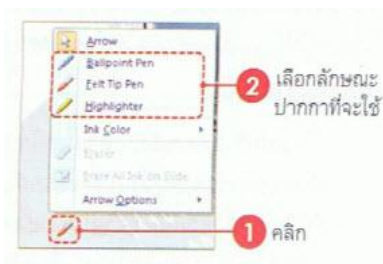 Arrow
Ballpoint Pen
Felt Tip Pen
Highlighter
Ink Color
Eraser
Erase All Ink on Slide
Arrow Options
2 เลือกลักษณะ
ปากกาที่จะใช้
1 คลิก